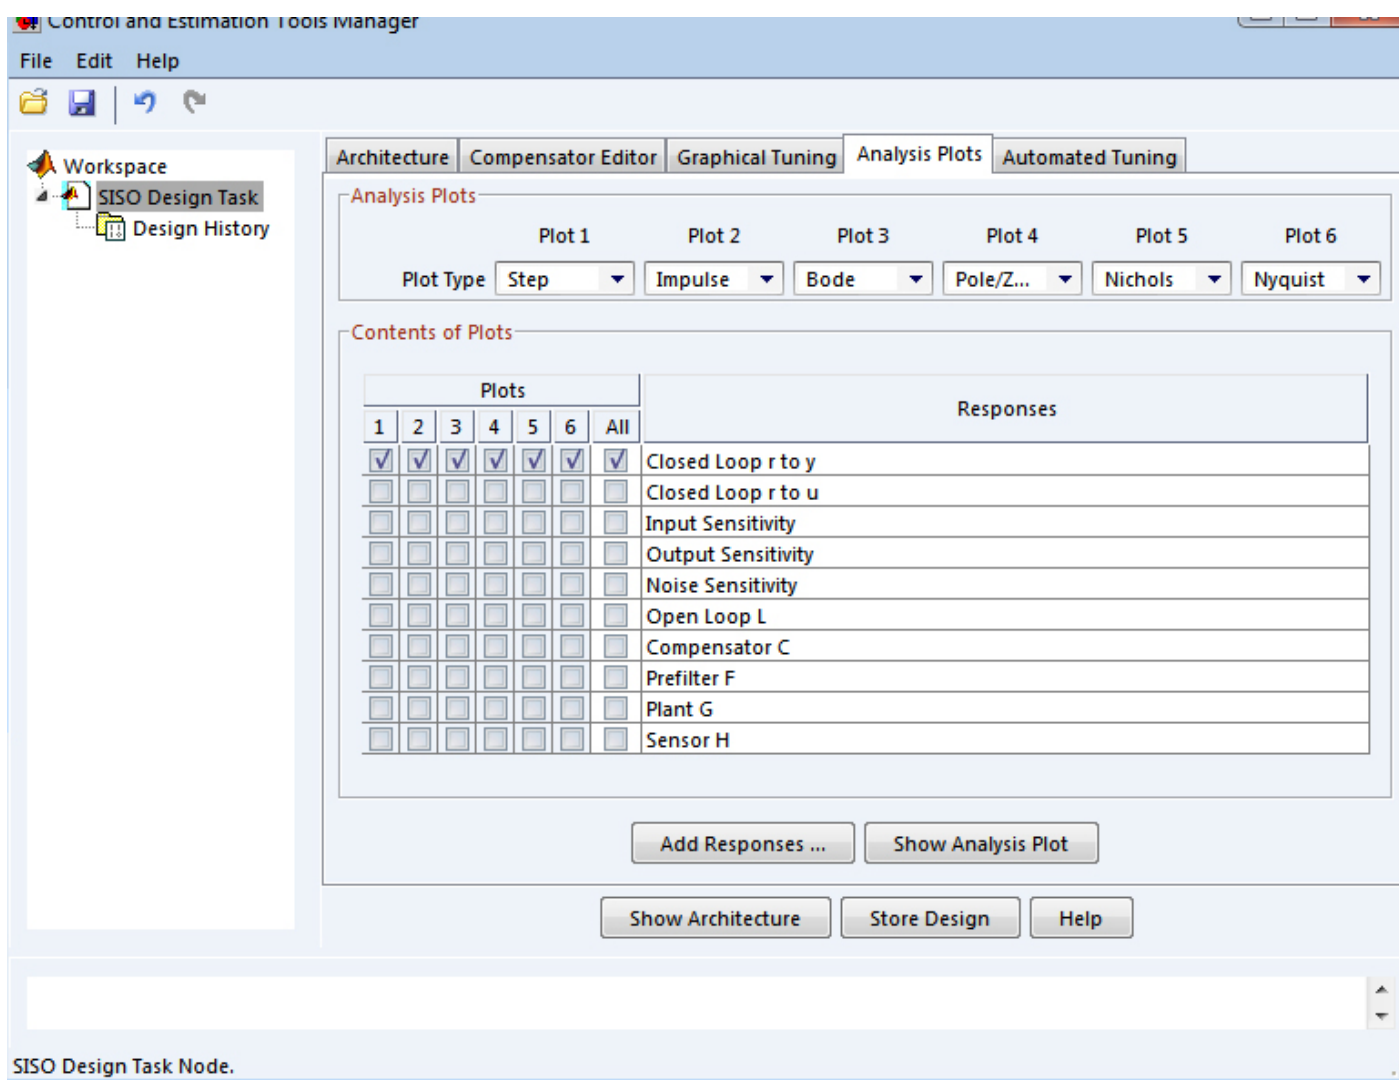 Control and Estimation Tools Manager
File Edit Help
Workspace
SISO Design Task
Design History
Architecture Compensator Editor Graphical Tuning Analysis Plots Automated Tuning
Analysis Plots
Plot 1 Plot 2 Plot 3 Plot 4 Plot 5 Plot 6
Plot Type Step Impulse Bode Pole/Z... Nichols Nyquist
Contents of Plots
Plots
Responses
1 2 3 4 5 6 All
Closed Loop r to y
Closed Loop r to u
Input Sensitivity
Output Sensitivity
Noise Sensitivity
Open Loop L
Compensator C
Prefilter F
Plant G
Sensor H
Add Responses ... Show Analysis Plot
Show Architecture Store Design Help
SISO Design Task Node.